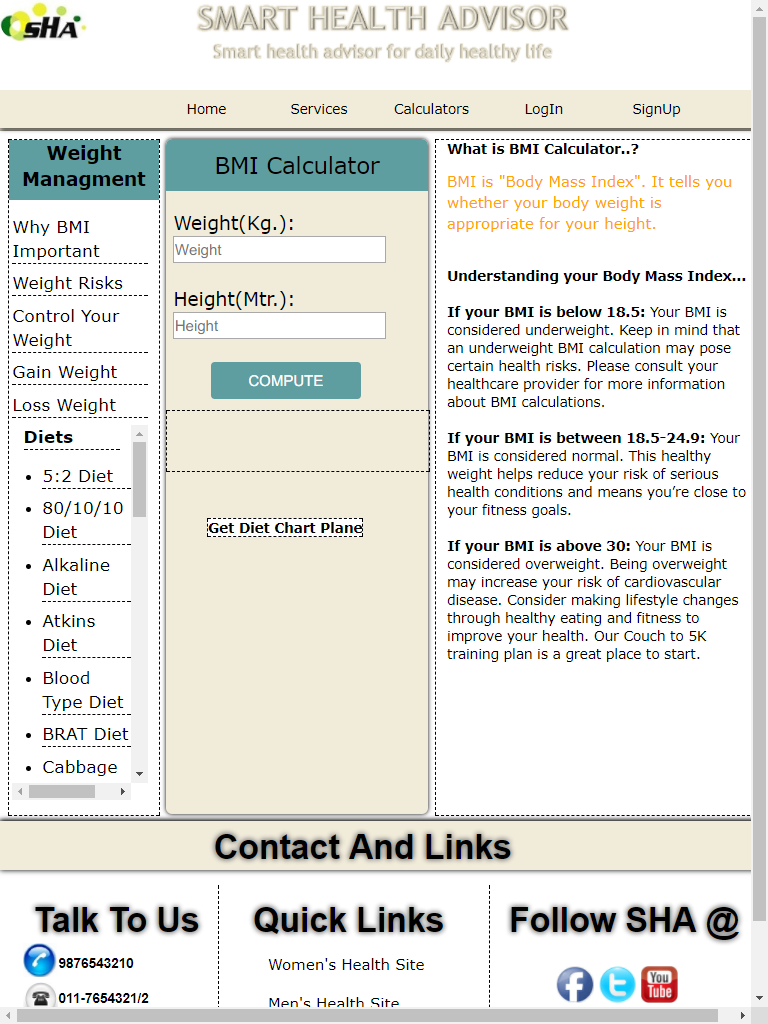 SHA
SMART HEALTH ADVISOR
Smart health advisor for daily healthy life
Home
Services
Calculators
LogIn
SignUp
Weight
Managment
Why BMI
Important
Weight Risks
Control Your
Weight
Gain Weight
Loss Weight
Diets
5:2 Diet
80/10/10
Diet
Alkaline
Diet
Atkins
Diet
Blood
Type Diet
BRAT Diet
Cabbage
BMI Calculator
Weight(Kg.):
Weight
Height(Mtr.):
Height
COMPUTE
Get Diet Chart Plane
What is BMI Calculator..?
BMI is "Body Mass Index". It tells you
whether your body weight is
appropriate for your height.
Understanding your Body Mass Index...
If your BMI is below 18.5: Your BMI is
considered underweight. Keep in mind that
an underweight BMI calculation may pose
certain health risks. Please consult your
healthcare provider for more information
about BMI calculations.
If your BMI is between 18.5-24.9: Your
BMI is considered normal. This healthy
weight helps reduce your risk of serious
health conditions and means you’re close to
your fitness goals.
If your BMI is above 30: Your BMI is
considered overweight. Being overweight
may increase your risk of cardiovascular
disease. Consider making lifestyle changes
through healthy eating and fitness to
improve your health. Our Couch to 5K
training plan is a great place to start.
Contact And Links
Talk To Us
9876543210
011-7654321/2
Quick Links
Women's Health Site
Men's Health Site
Follow SHA @
You
Tube